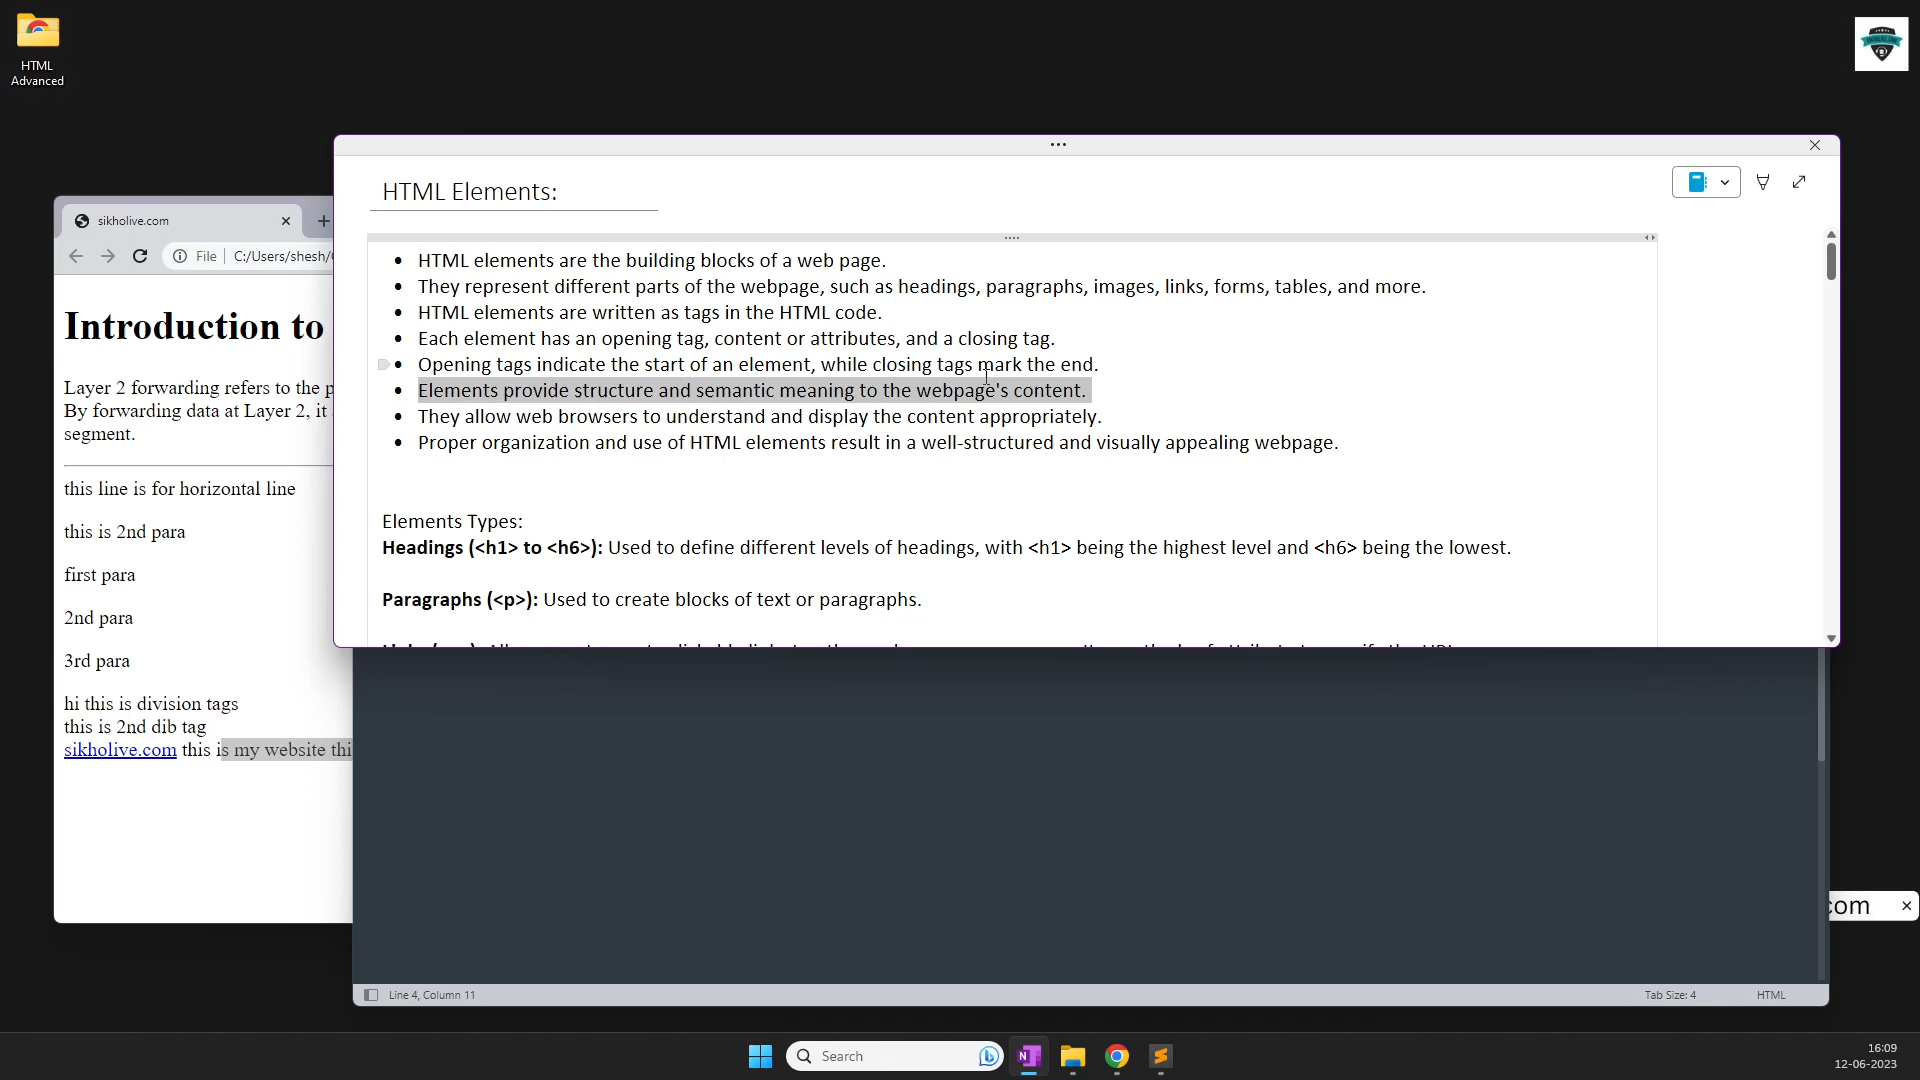 HTML
Advanced
sikholive.com
File
C:/Users/shesh/
Introduction to
Layer 2 forwarding refers to the p
By forwarding data at Layer 2, it
segment.
this line is for horizontal line
this is 2nd para
first para
2nd para
3rd para
hi this is division tags
this is 2nd dib tag
sikholive.com this is my website thi
HTML Elements:
• HTML elements are the building blocks of a web page.
• They represent different parts of the webpage, such as headings, paragraphs, images, links, forms, tables, and more.
• HTML elements are written as tags in the HTML code.
• Each element has an opening tag, content or attributes, and a closing tag.
• Opening tags indicate the start of an element, while closing tags mark the end.
• Elements provide structure and semantic meaning to the webpage's content.
• They allow web browsers to understand and display the content appropriately.
• Proper organization and use of HTML elements result in a well-structured and visually appealing webpage.
Elements Types:
Headings (<h1> to <h6>): Used to define different levels of headings, with <h1> being the highest level and <h6> being the lowest.
Paragraphs (<p>): Used to create blocks of text or paragraphs.
com
Line 4, Column 11
Tab Size: 4
HTML
Search
16:09
12-06-2023